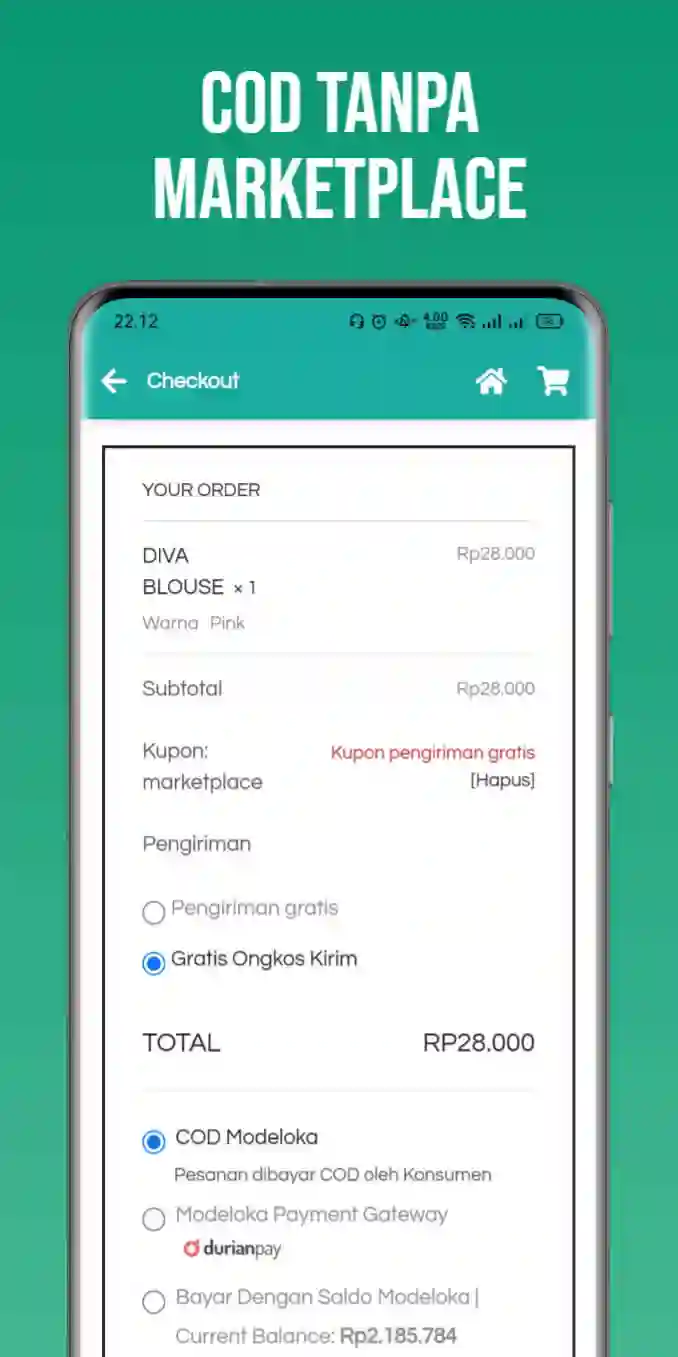 COD TANPA
MARKETPLACE
22.12
4.00
Checkout
YOUR ORDER
DIVA Rp28.000
BLOUSE × 1
Warna Pink
Subtotal Rp28.000
Kupon: Kupon pengiriman gratis
marketplace [Hapus]
Pengiriman
Pengiriman gratis
Gratis Ongkos Kirim
TOTAL RP28.000
COD Modeloka
Pesanan dibayar COD oleh Konsumen
Modeloka Payment Gateway
durianpay
Bayar Dengan Saldo Modeloka |
Current Balance: Rp2.185.784